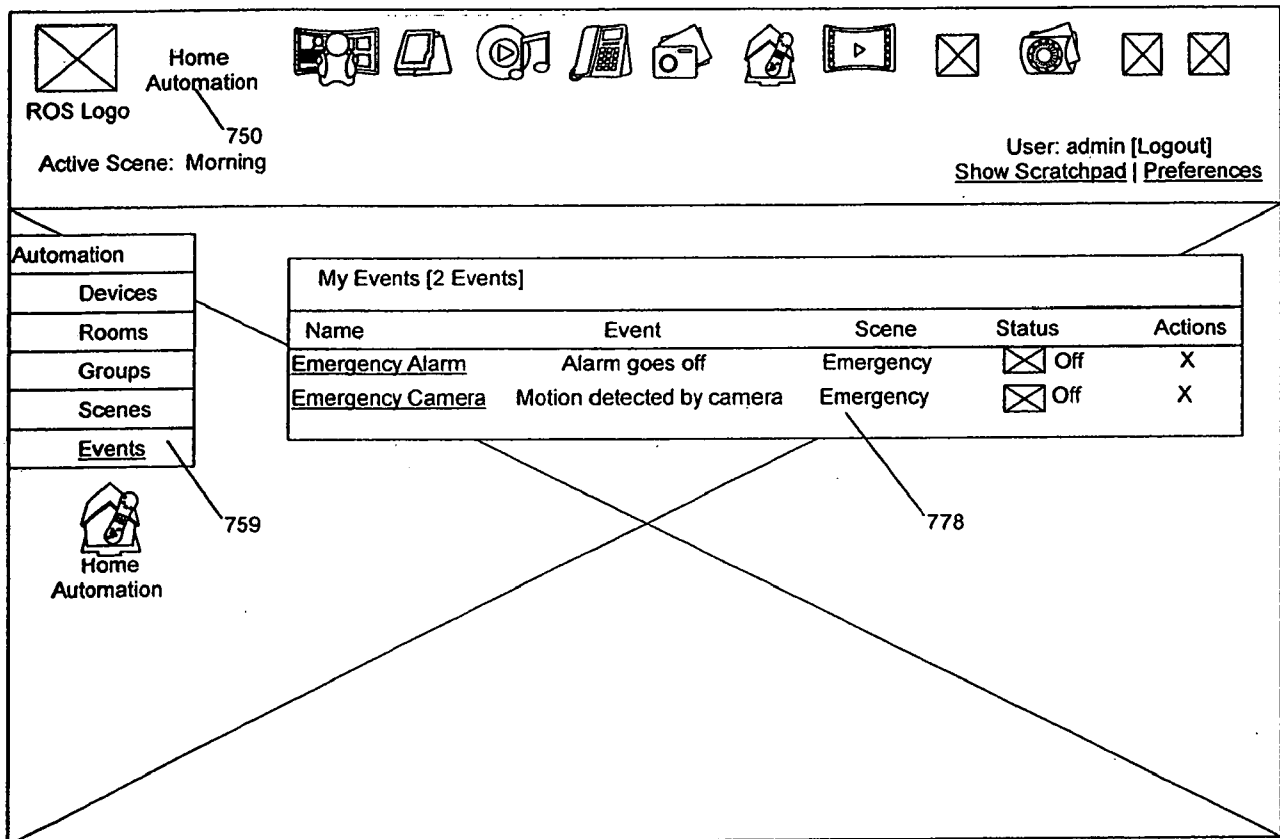 Home
Automation
ROS Logo
750
Active Scene: Morning
User: admin [Logout]
Show Scratchpad | Preferences
Automation
Devices
Rooms
Groups
Scenes
Events
759
Home
Automation
My Events [2 Events]
Name Event Scene Status Actions
Emergency Alarm Alarm goes off Emergency Off X
Emergency Camera Motion detected by camera Emergency Off X
778